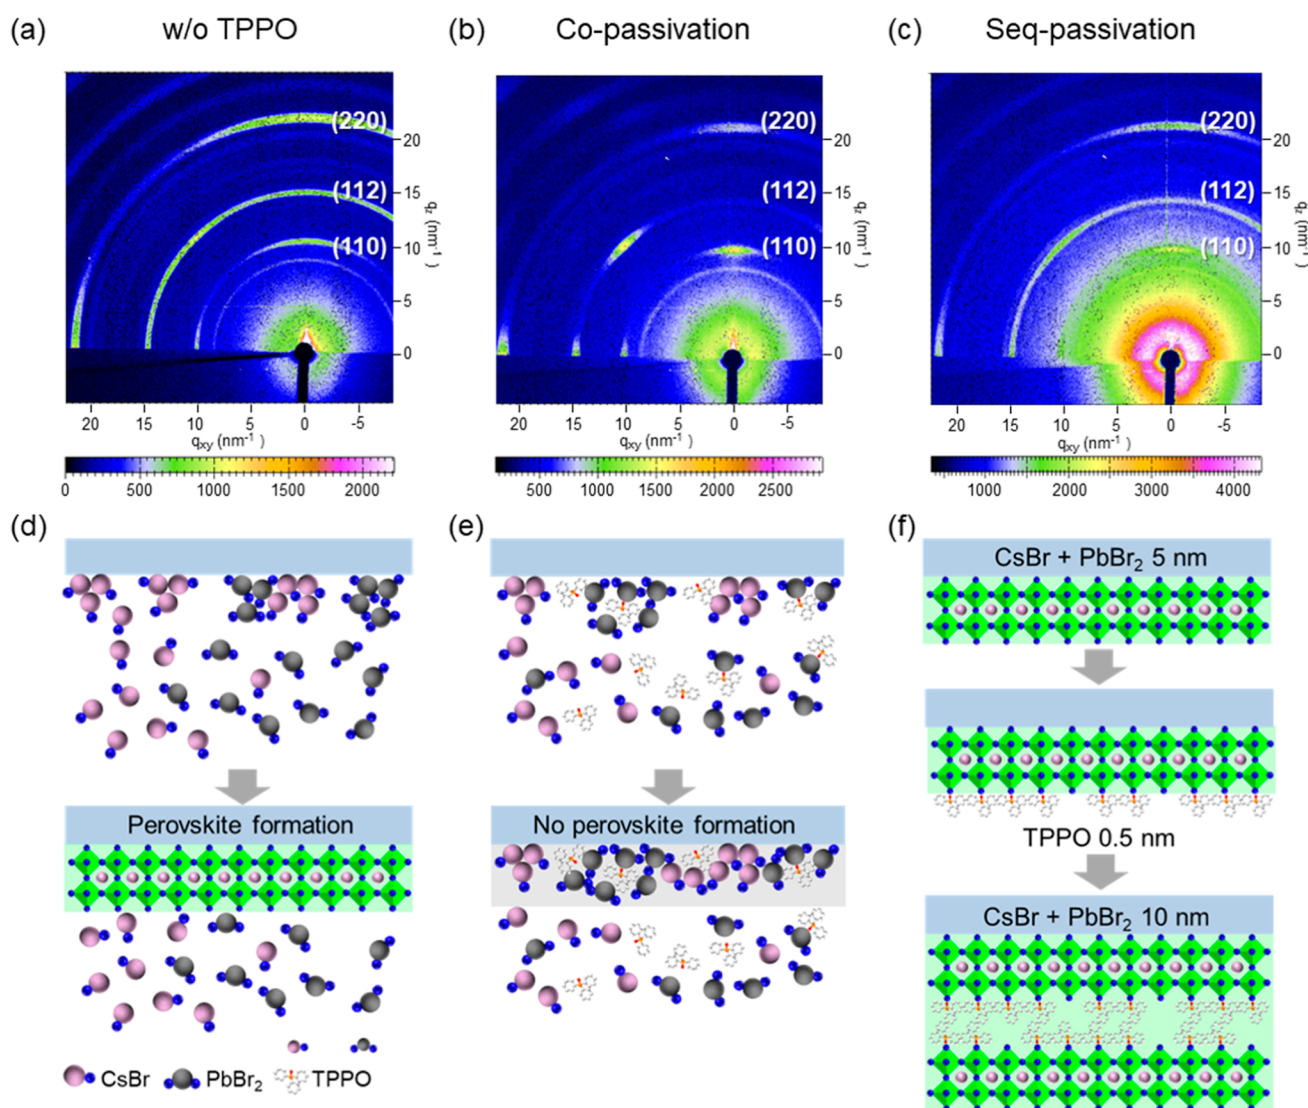 (a) w/o TPPO
(b) Co-passivation
(c) Seq-passivation
(220)
(112)
(110)
20
15
10
5
0
qz (nm-1)
20 15 10 5 0 -5
qxy (nm-1)
0 500 1000 1500 2000
(220)
(112)
(110)
20
15
10
5
0
qz (nm-1)
20 15 10 5 0 -5
qxy (nm-1)
500 1000 1500 2000 2500
(220)
(112)
(110)
20
15
10
5
0
qz (nm-1)
20 15 10 5 0 -5
qxy (nm-1)
1000 2000 3000 4000
(d)
Perovskite formation
CsBr PbBr2 TPPO
(e)
No perovskite formation
(f)
CsBr + PbBr2 5 nm
TPPO 0.5 nm
CsBr + PbBr2 10 nm